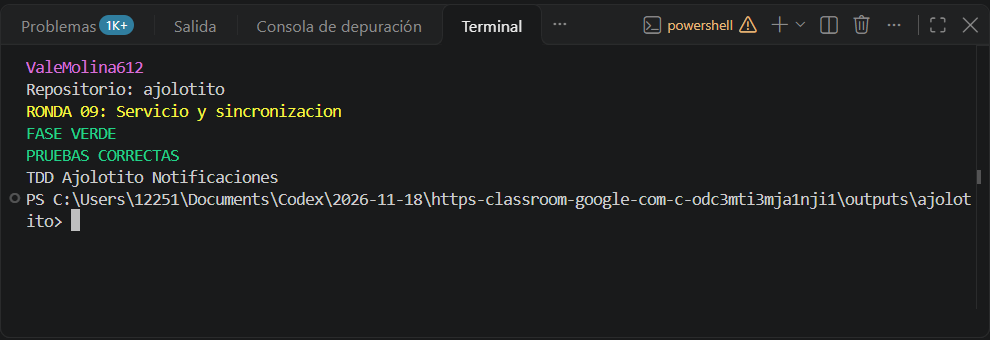 Problemas 1K+ Salida Consola de depuración Terminal ··· powershell ···
ValeMolina612
Repositorio: ajolotito
RONDA 09: Servicio y sincronizacion
FASE VERDE
PRUEBAS CORRECTAS
TDD Ajolotito Notificaciones
PS C:\Users\12251\Documents\Codex\2026-11-18\https-classroom-google-com-c-odc3mti3mja1nji1\outputs\ajolot
ito>